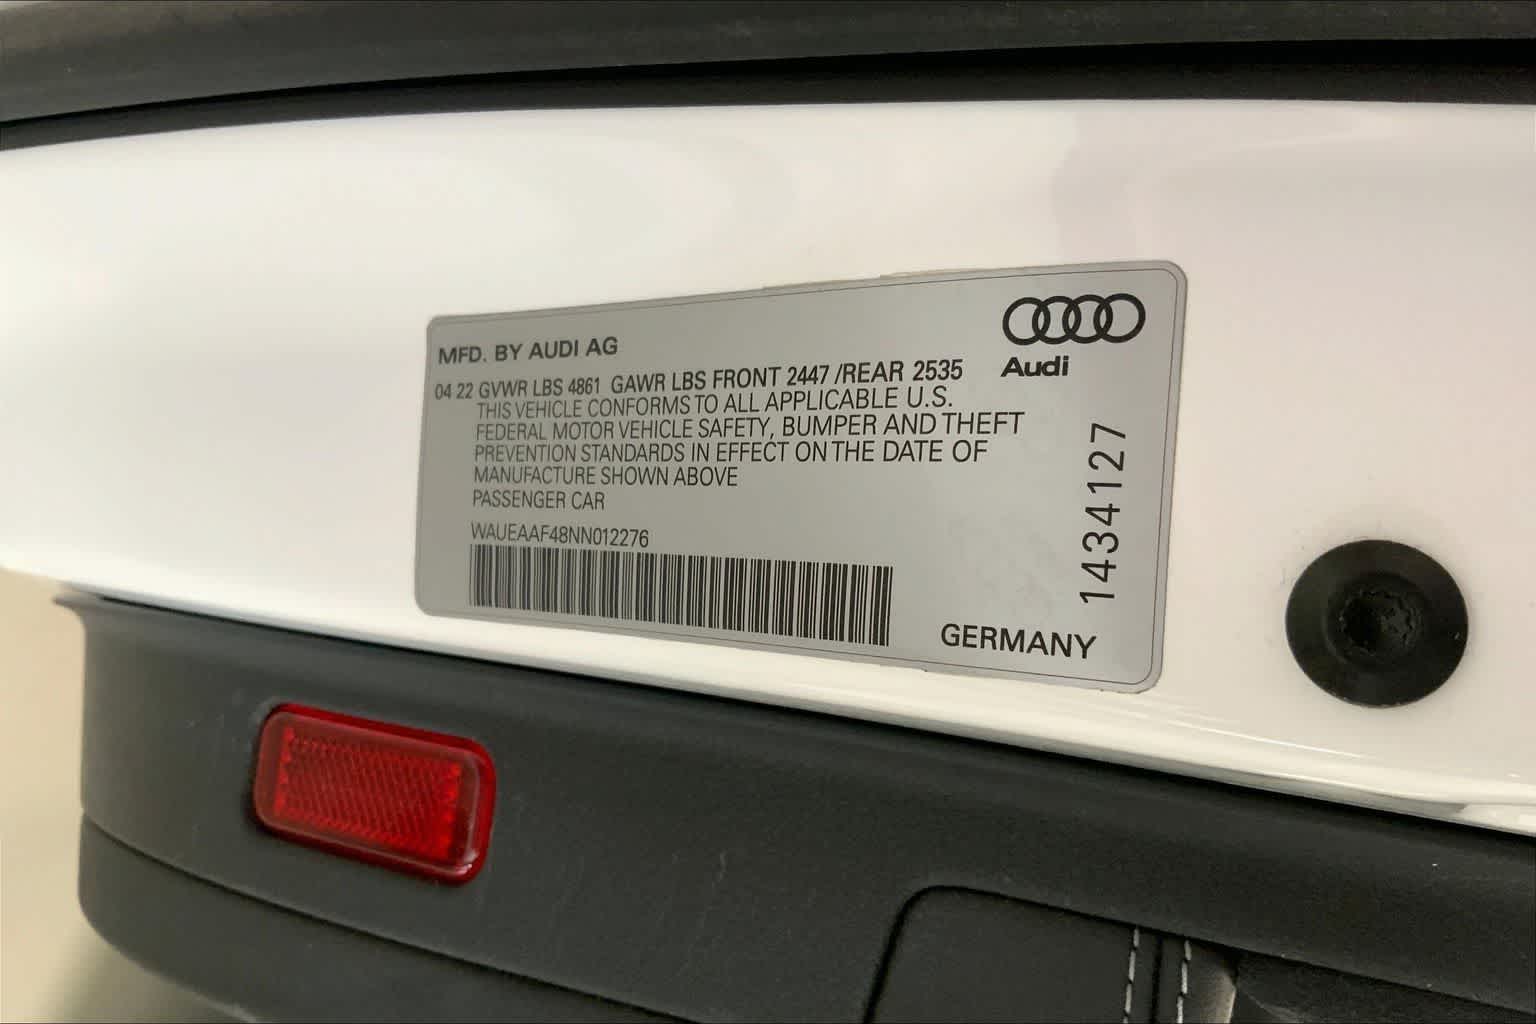 Audi
MFD. BY AUDI AG
04 22 GVWR LBS 4861 GAWR LBS FRONT 2447 /REAR 2535
THIS VEHICLE CONFORMS TO ALL APPLICABLE U.S.
FEDERAL MOTOR VEHICLE SAFETY, BUMPER AND THEFT
PREVENTION STANDARDS IN EFFECT ON THE DATE OF
MANUFACTURE SHOWN ABOVE
PASSENGER CAR
WAUEAAF48NN012276
1434127
GERMANY